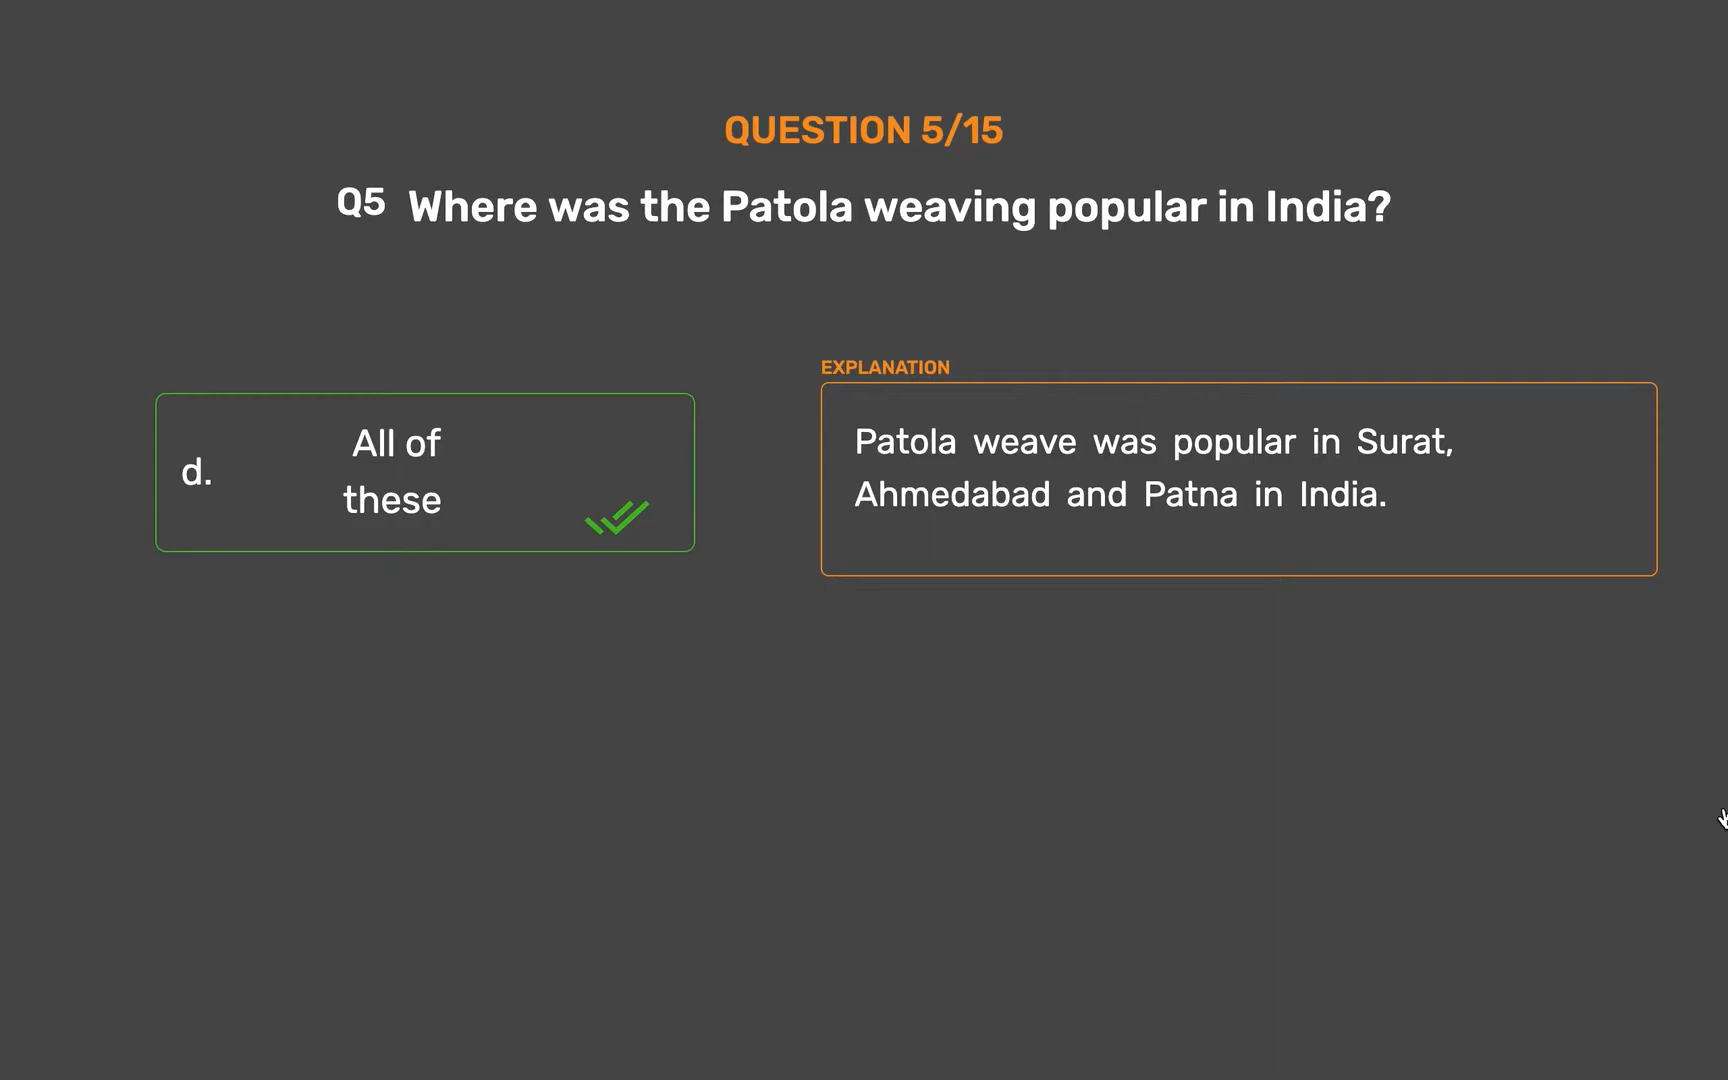 QUESTION 5/15
Q5 Where was the Patola weaving popular in India?
d. All of
these
EXPLANATION
Patola weave was popular in Surat,
Ahmedabad and Patna in India.